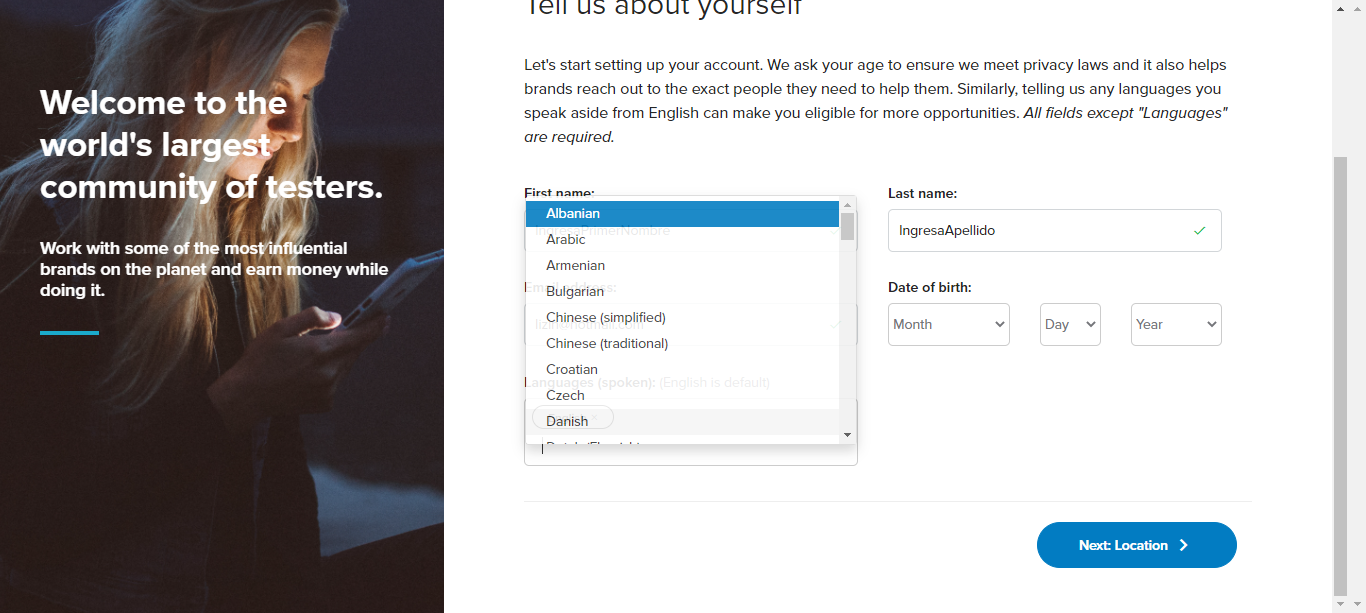 Welcome to the
world's largest
community of testers.
Work with some of the most influential
brands on the planet and earn money while
doing it.
Tell us about yourself
Let's start setting up your account. We ask your age to ensure we meet privacy laws and it also helps
brands reach out to the exact people they need to help them. Similarly, telling us any languages you
speak aside from English can make you eligible for more opportunities. All fields except "Languages"
are required.
First name:
Albanian
Arabic
Armenian
Bulgarian
Chinese (simplified)
Chinese (traditional)
Croatian
Languages (spoken): (English is default)
Czech
Danish
Last name:
IngresaApellido
Date of birth:
Month
Day
Year
Next: Location